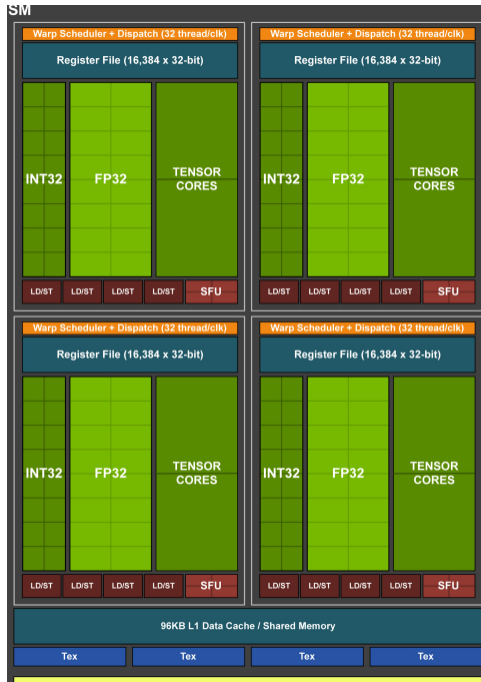 SM
Warp Scheduler + Dispatch (32 thread/clk)
Register File (16,384 x 32-bit)
INT32
FP32
TENSOR
CORES
LD/ST
LD/ST
LD/ST
LD/ST
SFU
Warp Scheduler + Dispatch (32 thread/clk)
Register File (16,384 x 32-bit)
INT32
FP32
TENSOR
CORES
LD/ST
LD/ST
LD/ST
LD/ST
SFU
Warp Scheduler + Dispatch (32 thread/clk)
Register File (16,384 x 32-bit)
INT32
FP32
TENSOR
CORES
LD/ST
LD/ST
LD/ST
LD/ST
SFU
Warp Scheduler + Dispatch (32 thread/clk)
Register File (16,384 x 32-bit)
INT32
FP32
TENSOR
CORES
LD/ST
LD/ST
LD/ST
LD/ST
SFU
96KB L1 Data Cache / Shared Memory
Tex
Tex
Tex
Tex